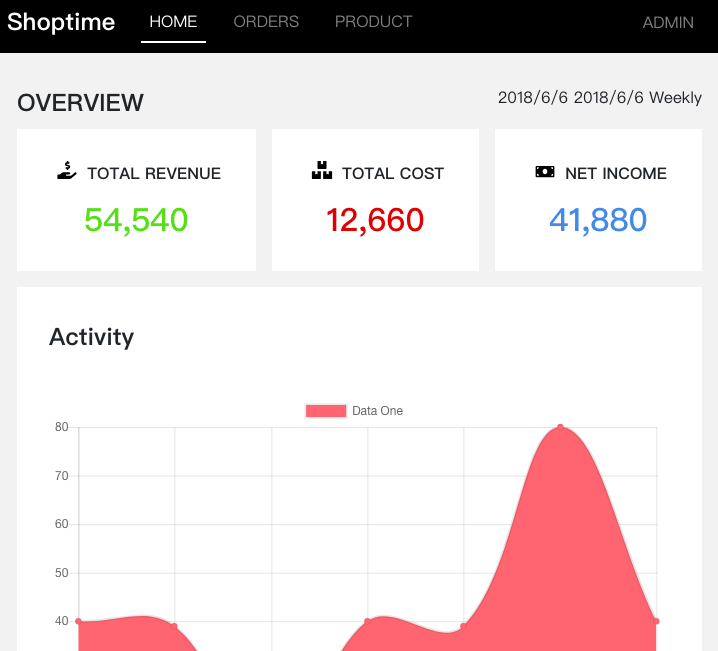 Shoptime HOME ORDERS PRODUCT ADMIN
OVERVIEW 2018/6/6 2018/6/6 Weekly
TOTAL REVENUE
54,540
TOTAL COST
12,660
NET INCOME
41,880
Activity
Data One
80
70
60
50
40